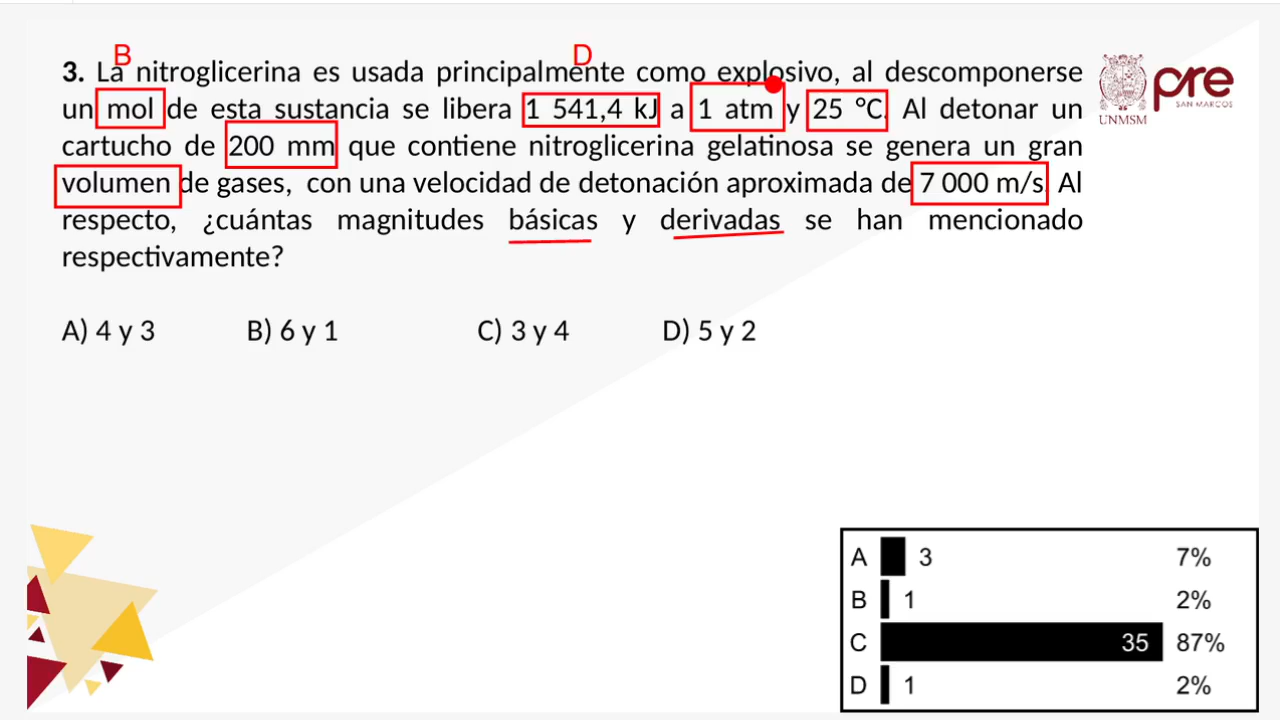 B D
3. La nitroglicerina es usada principalmente como explosivo, al descomponerse
un mol de esta sustancia se libera 1 541,4 kJ a 1 atm y 25 °C. Al detonar un
cartucho de 200 mm que contiene nitroglicerina gelatinosa se genera un gran
volumen de gases, con una velocidad de detonación aproximada de 7 000 m/s. Al
respecto, ¿cuántas magnitudes básicas y derivadas se han mencionado
respectivamente?
A) 4 y 3 B) 6 y 1 C) 3 y 4 D) 5 y 2
UNMSM
pre
SAN MARCOS
A 3 7%
B 1 2%
C 35 87%
D 1 2%